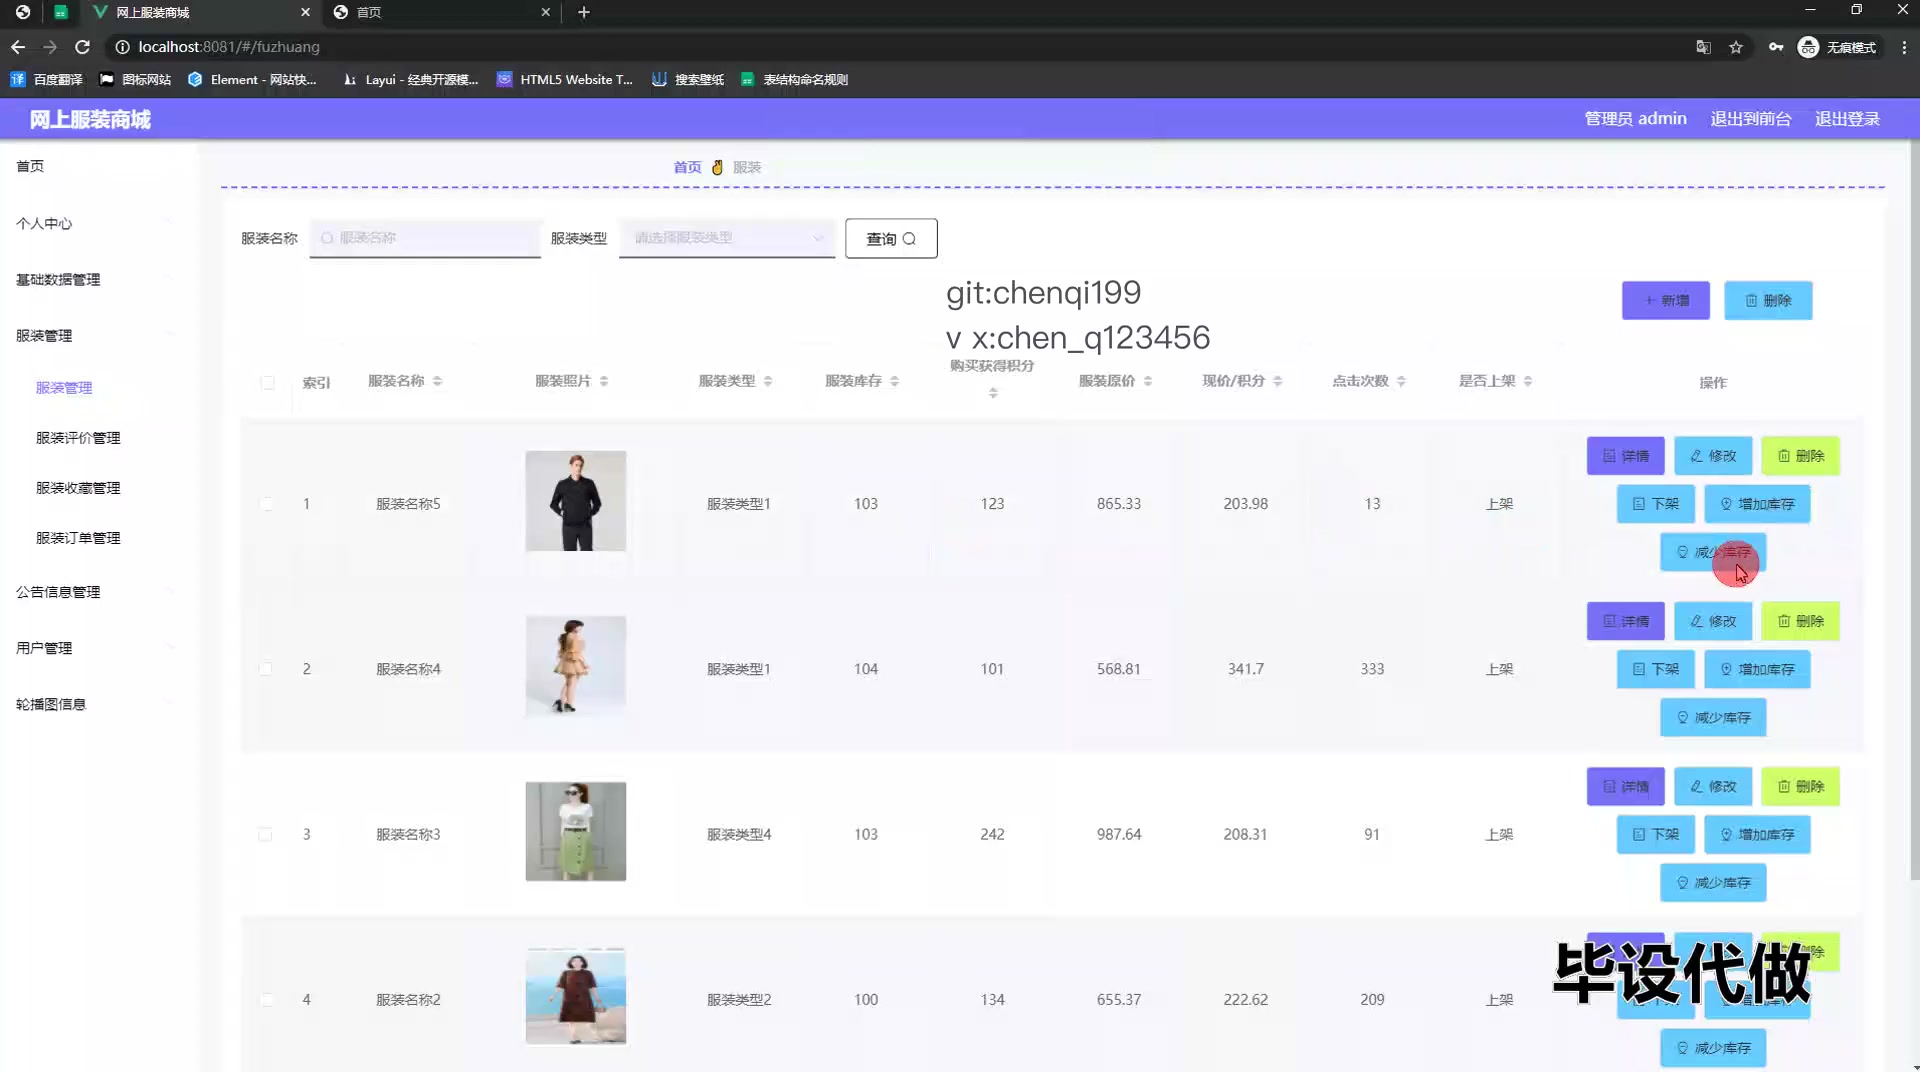 网上服装商城
首页
localhost:8081/#/fuzhuang
无痕模式
百度翻译
图标网站
Element - 网站快...
Layui - 经典开源模...
HTML5 Website T...
搜索壁纸
表结构命名规则
网上服装商城
管理员 admin
退出到前台
退出登录
首页
个人中心
基础数据管理
服装管理
服装管理
服装评价管理
服装收藏管理
服装订单管理
公告信息管理
用户管理
轮播图信息
首页 服装
服装名称 服装名称 服装类型 请选择服装类型 查询
git:chenqi199
v x:chen_q123456
新增 删除
索引 服装名称 服装照片 服装类型 服装库存 购买获得积分 服装原价 现价/积分 点击次数 是否上架 操作
1 服装名称5 服装类型1 103 123 865.33 203.98 13 上架
详情 修改 删除
下架 增加库存
减少库存
2 服装名称4 服装类型1 104 101 568.81 341.7 333 上架
详情 修改 删除
下架 增加库存
减少库存
3 服装名称3 服装类型4 103 242 987.64 208.31 91 上架
详情 修改 删除
下架 增加库存
减少库存
4 服装名称2 服装类型2 100 134 655.37 222.62 209 上架
毕设代做
减少库存